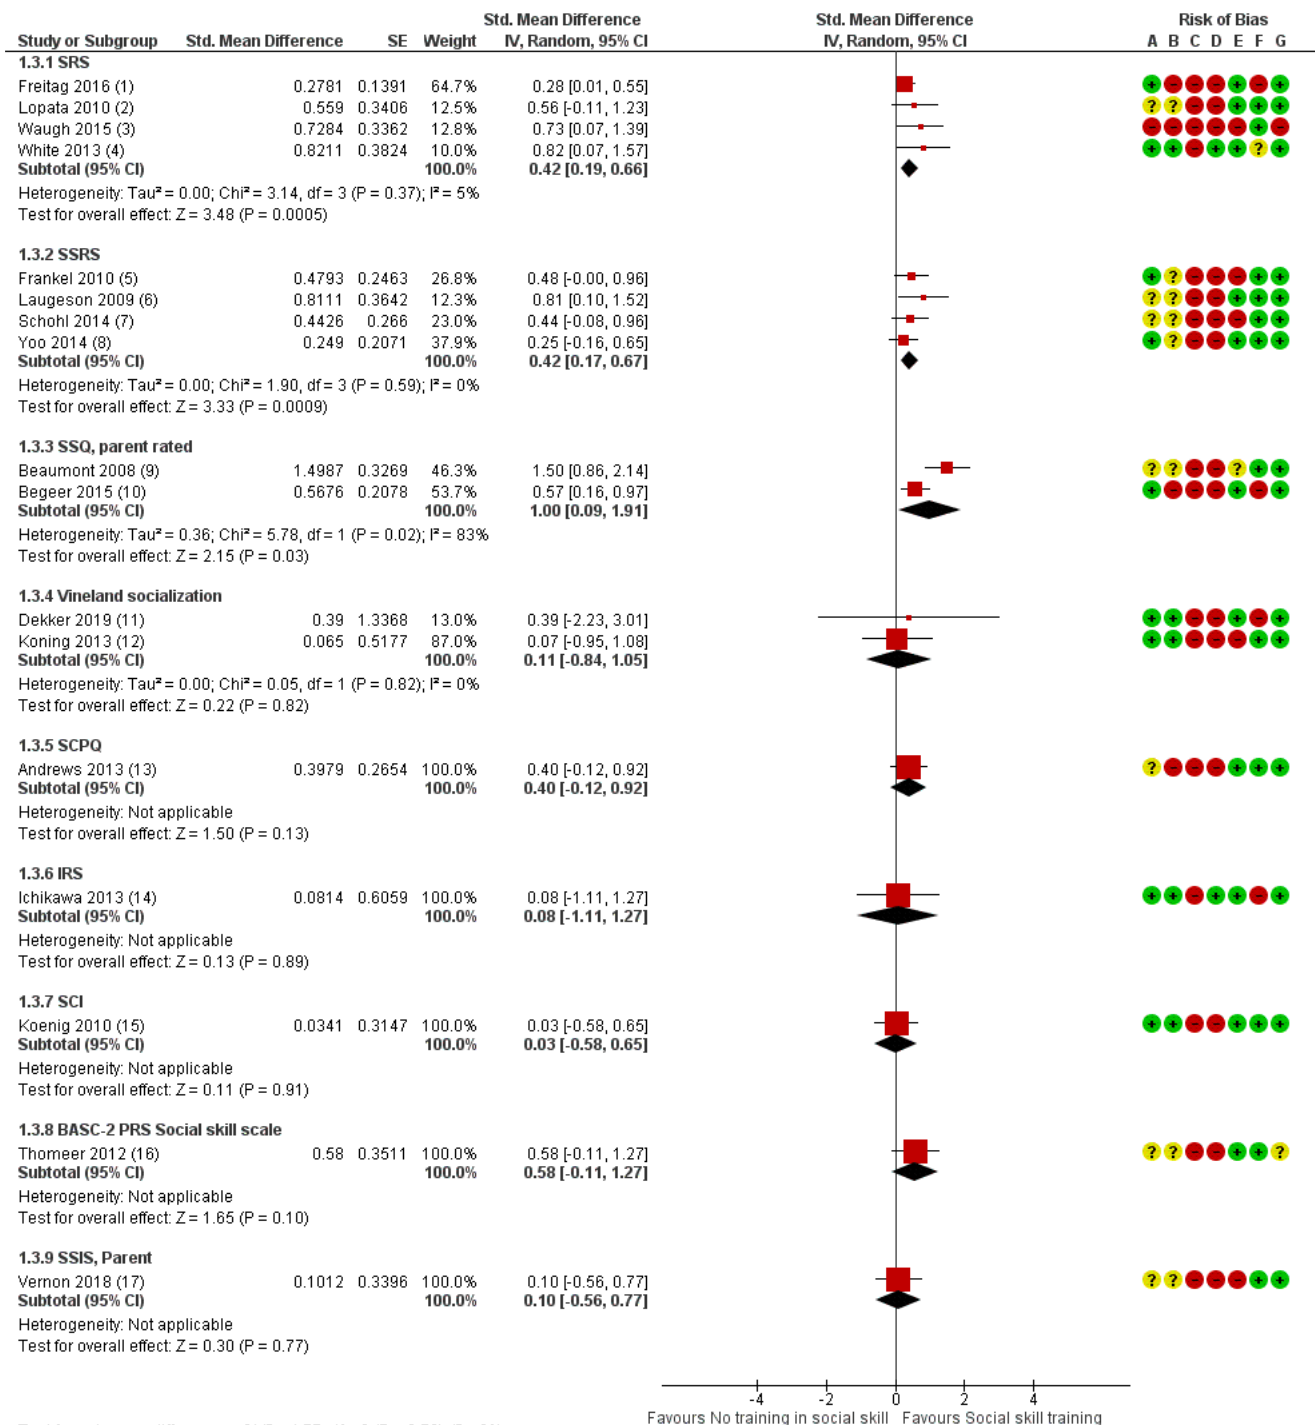 Std. Mean Difference Std. Mean Difference Risk of Bias
Study or Subgroup Std. Mean Difference SE Weight IV, Random, 95% CI IV, Random, 95% CI A B C D E F G
1.3.1 SRS
Freitag 2016 (1) 0.2781 0.1391 64.7% 0.28 [0.01, 0.55] + - - - + - +
Lopata 2010 (2) 0.559 0.3406 12.5% 0.56 [-0.11, 1.23] ? ? - - + + +
Waugh 2015 (3) 0.7284 0.3362 12.8% 0.73 [0.07, 1.39] - - - - - + -
White 2013 (4) 0.8211 0.3824 10.0% 0.82 [0.07, 1.57] + + - + + ? +
Subtotal (95% CI) 100.0% 0.42 [0.19, 0.66]
Heterogeneity: Tau² = 0.00; Chi² = 3.14, df = 3 (P = 0.37); I² = 5%
Test for overall effect: Z = 3.48 (P = 0.0005)
1.3.2 SSRS
Frankel 2010 (5) 0.4793 0.2463 26.8% 0.48 [-0.00, 0.96] + ? - - - + +
Laugeson 2009 (6) 0.8111 0.3642 12.3% 0.81 [0.10, 1.52] ? ? - - + + +
Schohl 2014 (7) 0.4426 0.266 23.0% 0.44 [-0.08, 0.96] ? ? - - - + +
Yoo 2014 (8) 0.249 0.2071 37.9% 0.25 [-0.16, 0.65] + ? - - + + +
Subtotal (95% CI) 100.0% 0.42 [0.17, 0.67]
Heterogeneity: Tau² = 0.00; Chi² = 1.90, df = 3 (P = 0.59); I² = 0%
Test for overall effect: Z = 3.33 (P = 0.0009)
1.3.3 SSQ, parent rated
Beaumont 2008 (9) 1.4987 0.3269 46.3% 1.50 [0.86, 2.14] ? ? - - ? + +
Begeer 2015 (10) 0.5676 0.2078 53.7% 0.57 [0.16, 0.97] + - - - + - +
Subtotal (95% CI) 100.0% 1.00 [0.09, 1.91]
Heterogeneity: Tau² = 0.36; Chi² = 5.78, df = 1 (P = 0.02); I² = 83%
Test for overall effect: Z = 2.15 (P = 0.03)
1.3.4 Vineland socialization
Dekker 2019 (11) 0.39 1.3368 13.0% 0.39 [-2.23, 3.01] + + - - + - +
Koning 2013 (12) 0.065 0.5177 87.0% 0.07 [-0.95, 1.08] + + - - - + +
Subtotal (95% CI) 100.0% 0.11 [-0.84, 1.05]
Heterogeneity: Tau² = 0.00; Chi² = 0.05, df = 1 (P = 0.82); I² = 0%
Test for overall effect: Z = 0.22 (P = 0.82)
1.3.5 SCPQ
Andrews 2013 (13) 0.3979 0.2654 100.0% 0.40 [-0.12, 0.92] ? - - - + + +
Subtotal (95% CI) 100.0% 0.40 [-0.12, 0.92]
Heterogeneity: Not applicable
Test for overall effect: Z = 1.50 (P = 0.13)
1.3.6 IRS
Ichikawa 2013 (14) 0.0814 0.6059 100.0% 0.08 [-1.11, 1.27] + + - + + - +
Subtotal (95% CI) 100.0% 0.08 [-1.11, 1.27]
Heterogeneity: Not applicable
Test for overall effect: Z = 0.13 (P = 0.89)
1.3.7 SCI
Koenig 2010 (15) 0.0341 0.3147 100.0% 0.03 [-0.58, 0.65] + + - - + + +
Subtotal (95% CI) 100.0% 0.03 [-0.58, 0.65]
Heterogeneity: Not applicable
Test for overall effect: Z = 0.11 (P = 0.91)
1.3.8 BASC-2 PRS Social skill scale
Thomeer 2012 (16) 0.58 0.3511 100.0% 0.58 [-0.11, 1.27] ? ? - - + + ?
Subtotal (95% CI) 100.0% 0.58 [-0.11, 1.27]
Heterogeneity: Not applicable
Test for overall effect: Z = 1.65 (P = 0.10)
1.3.9 SSIS, Parent
Vernon 2018 (17) 0.1012 0.3396 100.0% 0.10 [-0.56, 0.77] ? ? - - - + +
Subtotal (95% CI) 100.0% 0.10 [-0.56, 0.77]
Heterogeneity: Not applicable
Test for overall effect: Z = 0.30 (P = 0.77)
-4 -2 0 2 4
Favours No training in social skill Favours Social skill training